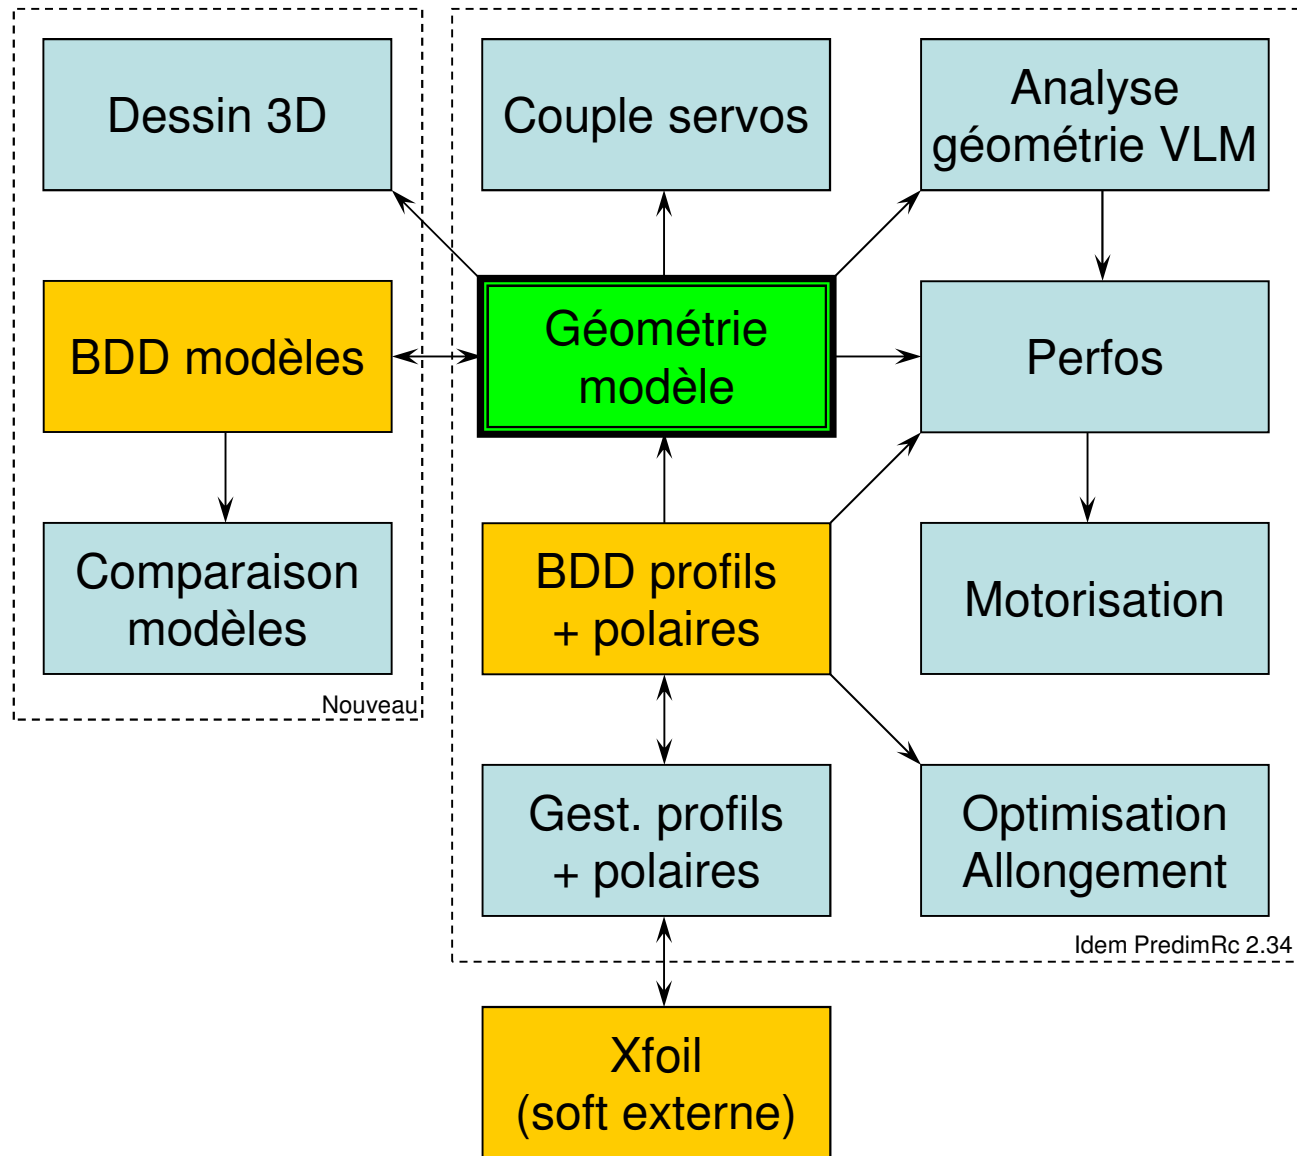 Dessin 3D
Couple servos
Analyse
géométrie VLM
BDD modèles
Géométrie
modèle
Perfos
Comparaison
modèles
BDD profils
+ polaires
Motorisation
Nouveau
Gest. profils
+ polaires
Optimisation
Allongement
Idem PredimRc 2.34
Xfoil
(soft externe)